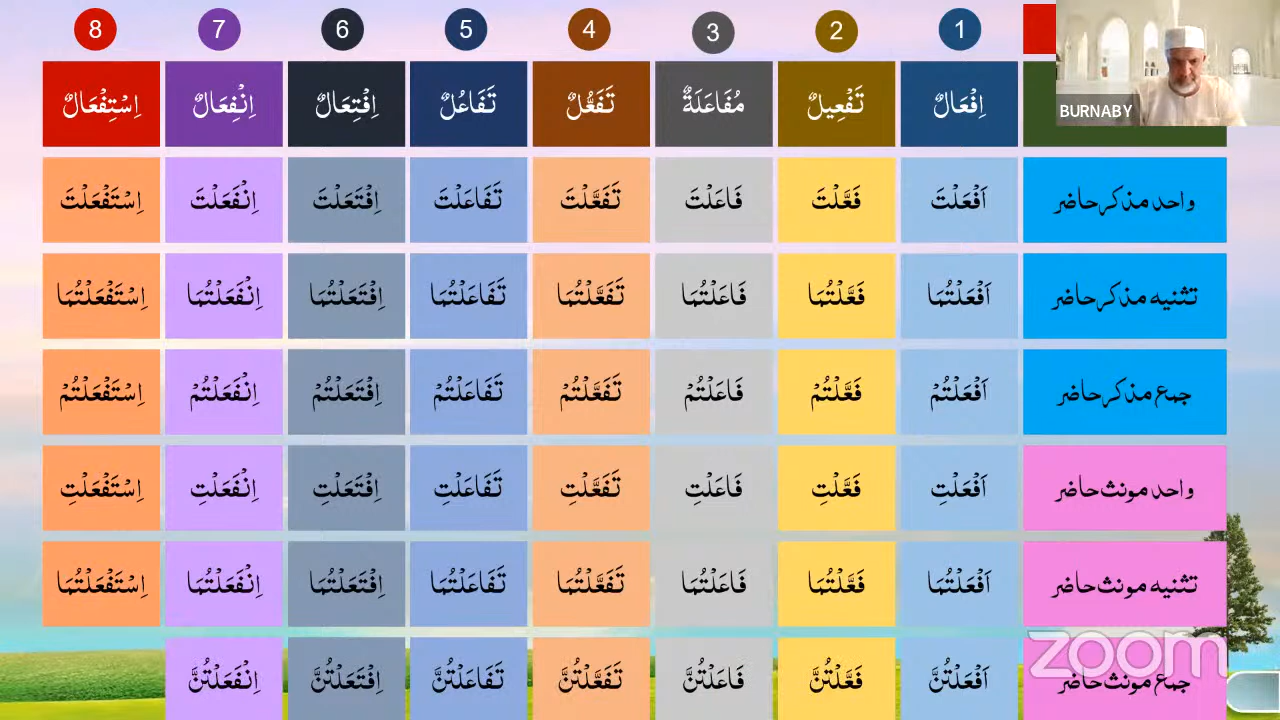 8 7 6 5 4 3 2 1
BURNABY
اِفْعَالٌ تَفْعِيلٌ مُفَاعَلَةٌ تَفَعُّلٌ تَفَاعُلٌ اِفْتِعَالٌ اِنْفِعَالٌ اِسْتِفْعَالٌ
واحد مذکر حاضر اَفْعَلْتَ فَعَّلْتَ فَاعَلْتَ تَفَعَّلْتَ تَفَاعَلْتَ اِفْتَعَلْتَ اِنْفَعَلْتَ اِسْتَفْعَلْتَ
تثنیه مذکر حاضر اَفْعَلْتُمَا فَعَّلْتُمَا فَاعَلْتُمَا تَفَعَّلْتُمَا تَفَاعَلْتُمَا اِفْتَعَلْتُمَا اِنْفَعَلْتُمَا اِسْتَفْعَلْتُمَا
جمع مذکر حاضر اَفْعَلْتُمْ فَعَّلْتُمْ فَاعَلْتُمْ تَفَعَّلْتُمْ تَفَاعَلْتُمْ اِفْتَعَلْتُمْ اِنْفَعَلْتُمْ اِسْتَفْعَلْتُمْ
واحد مونث حاضر اَفْعَلْتِ فَعَّلْتِ فَاعَلْتِ تَفَعَّلْتِ تَفَاعَلْتِ اِفْتَعَلْتِ اِنْفَعَلْتِ اِسْتَفْعَلْتِ
تثنیه مونث حاضر اَفْعَلْتُمَا فَعَّلْتُمَا فَاعَلْتُمَا تَفَعَّلْتُمَا تَفَاعَلْتُمَا اِفْتَعَلْتُمَا اِنْفَعَلْتُمَا اِسْتَفْعَلْتُمَا
جمع مونث حاضر اَفْعَلْتُنَّ فَعَّلْتُنَّ فَاعَلْتُنَّ تَفَعَّلْتُنَّ تَفَاعَلْتُنَّ اِفْتَعَلْتُنَّ اِنْفَعَلْتُنَّ
zoom